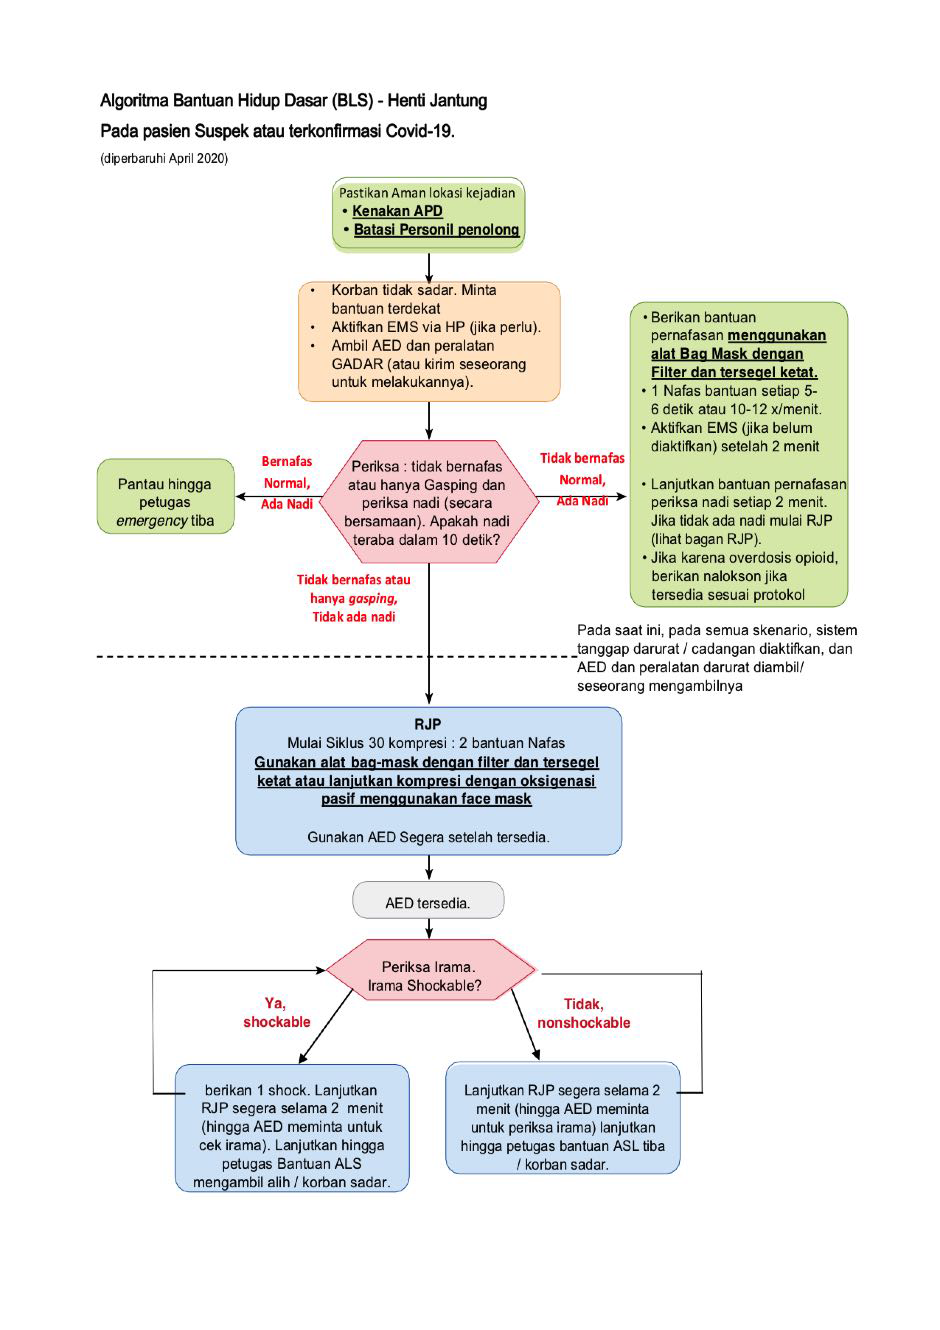 Algoritma Bantuan Hidup Dasar (BLS) - Henti Jantung
Pada pasien Suspek atau terkonfirmasi Covid-19.
(diperbaruhi April 2020)
Pastikan Aman lokasi kejadian
• Kenakan APD
• Batasi Personil penolong
• Korban tidak sadar. Minta
bantuan terdekat
• Aktifkan EMS via HP (jika perlu).
• Ambil AED dan peralatan
GADAR (atau kirim seseorang
untuk melakukannya).
Periksa : tidak bernafas
atau hanya Gasping dan
periksa nadi (secara
bersamaan). Apakah nadi
teraba dalam 10 detik?
Bernafas
Normal,
Ada Nadi
Pantau hingga
petugas
emergency tiba
Tidak bernafas
Normal,
Ada Nadi
• Berikan bantuan
pernafasan menggunakan
alat Bag Mask dengan
Filter dan tersegel ketat.
• 1 Nafas bantuan setiap 5-
6 detik atau 10-12 x/menit.
• Aktifkan EMS (jika belum
diaktifkan) setelah 2 menit
• Lanjutkan bantuan pernafasan
periksa nadi setiap 2 menit.
Jika tidak ada nadi mulai RJP
(lihat bagan RJP).
• Jika karena overdosis opioid,
berikan nalokson jika
tersedia sesuai protokol
Tidak bernafas atau
hanya gasping,
Tidak ada nadi
Pada saat ini, pada semua skenario, sistem
tanggap darurat / cadangan diaktifkan, dan
AED dan peralatan darurat diambil/
seseorang mengambilnya
RJP
Mulai Siklus 30 kompresi : 2 bantuan Nafas
Gunakan alat bag-mask dengan filter dan tersegel
ketat atau lanjutkan kompresi dengan oksigenasi
pasif menggunakan face mask
Gunakan AED Segera setelah tersedia.
AED tersedia.
Periksa Irama.
Irama Shockable?
Ya,
shockable
Tidak,
nonshockable
berikan 1 shock. Lanjutkan
RJP segera selama 2 menit
(hingga AED meminta untuk
cek irama). Lanjutkan hingga
petugas Bantuan ALS
mengambil alih / korban sadar.
Lanjutkan RJP segera selama 2
menit (hingga AED meminta
untuk periksa irama) lanjutkan
hingga petugas bantuan ASL tiba
/ korban sadar.